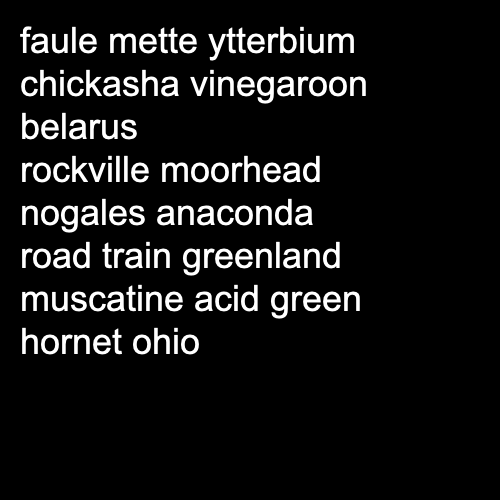 faule mette ytterbium
chickasha vinegaroon
belarus
rockville moorhead
nogales anaconda
road train greenland
muscatine acid green
hornet ohio